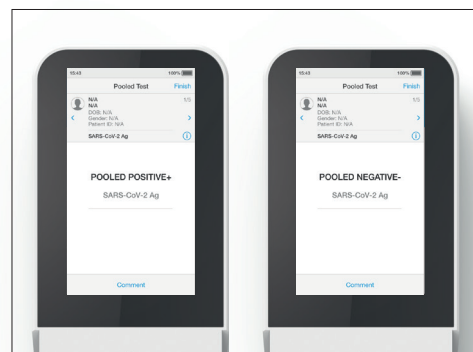 15:43 100%
Pooled Test Finish
N/A 1/5
N/A
DOB: N/A
Gender: N/A
Patient ID: N/A
SARS-CoV-2 Ag
POOLED POSITIVE+
SARS-CoV-2 Ag
Comment
15:43 100%
Pooled Test Finish
N/A 1/5
N/A
DOB: N/A
Gender: N/A
Patient ID: N/A
SARS-CoV-2 Ag
POOLED NEGATIVE-
SARS-CoV-2 Ag
Comment